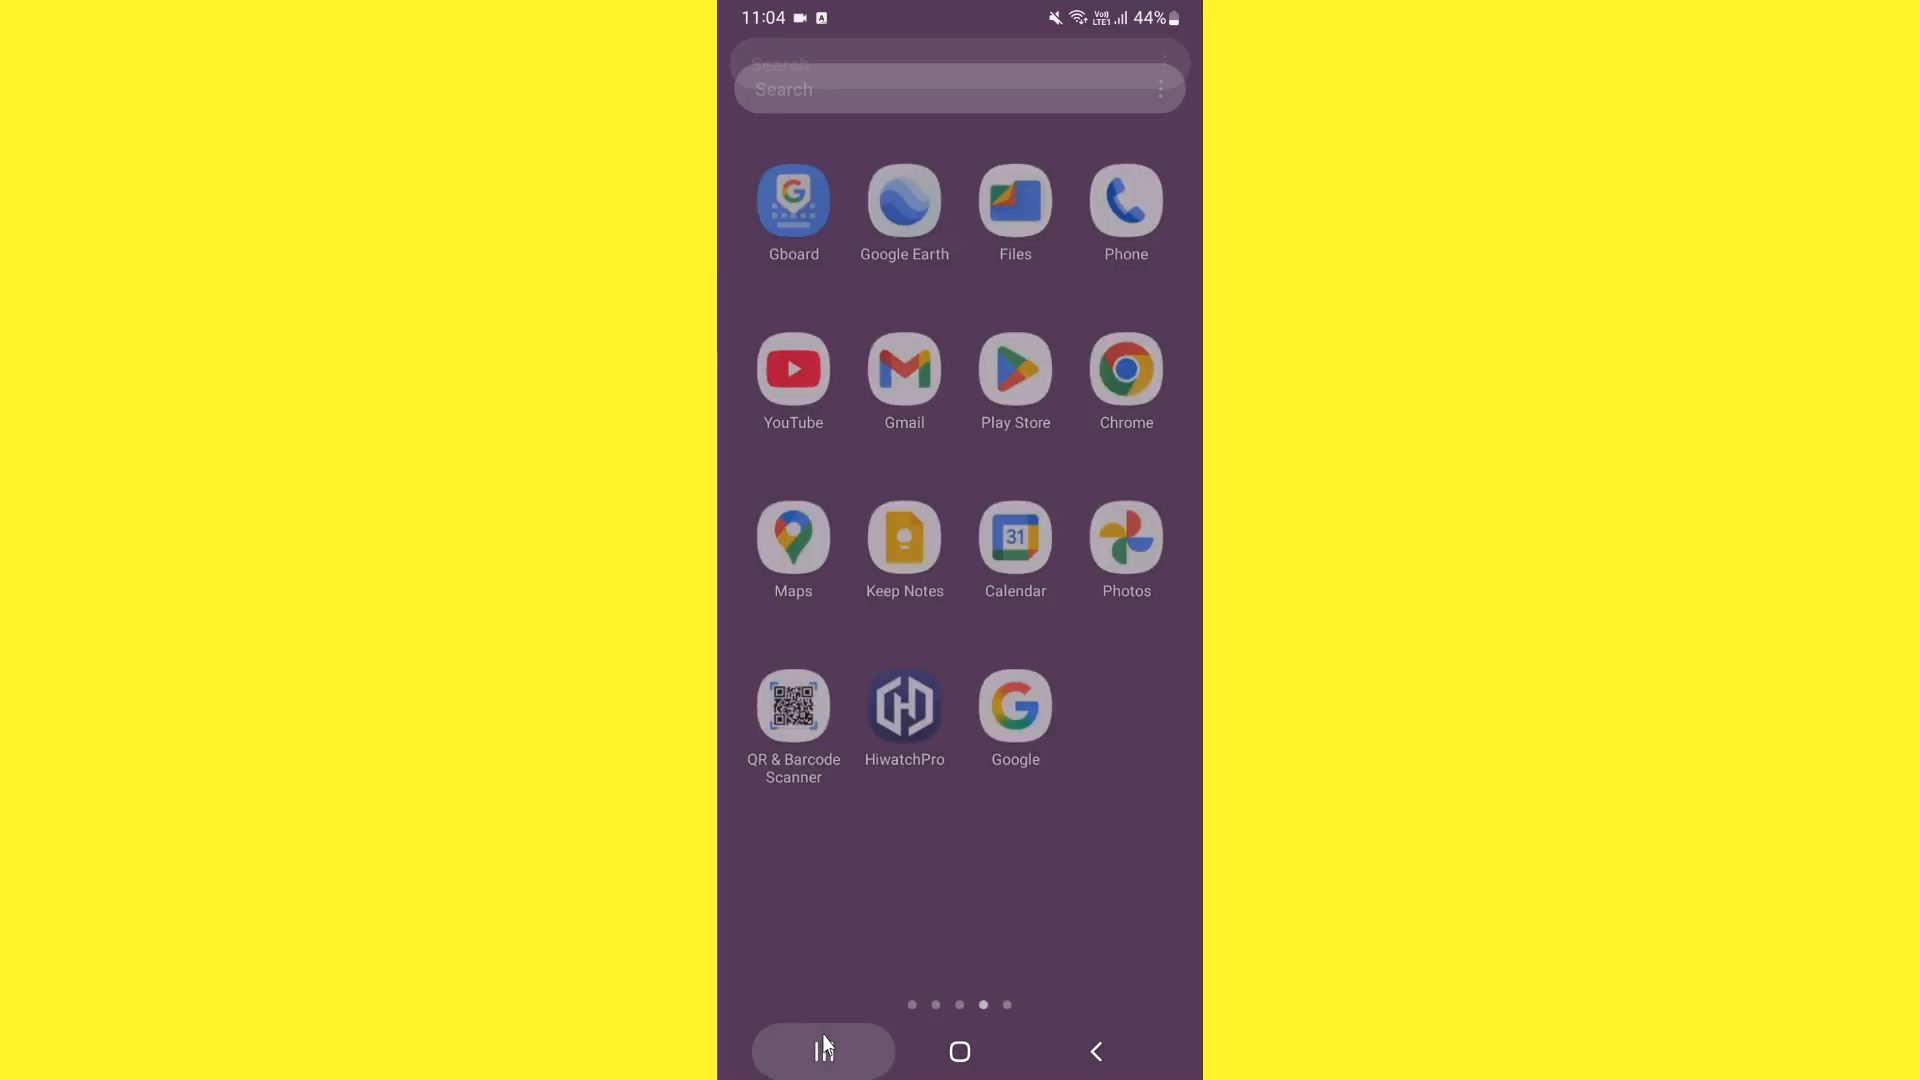 11:04 44%
Search
Search
Gboard Google Earth Files Phone
YouTube Gmail Play Store Chrome
31
Maps Keep Notes Calendar Photos
QR & Barcode Scanner HiwatchPro Google